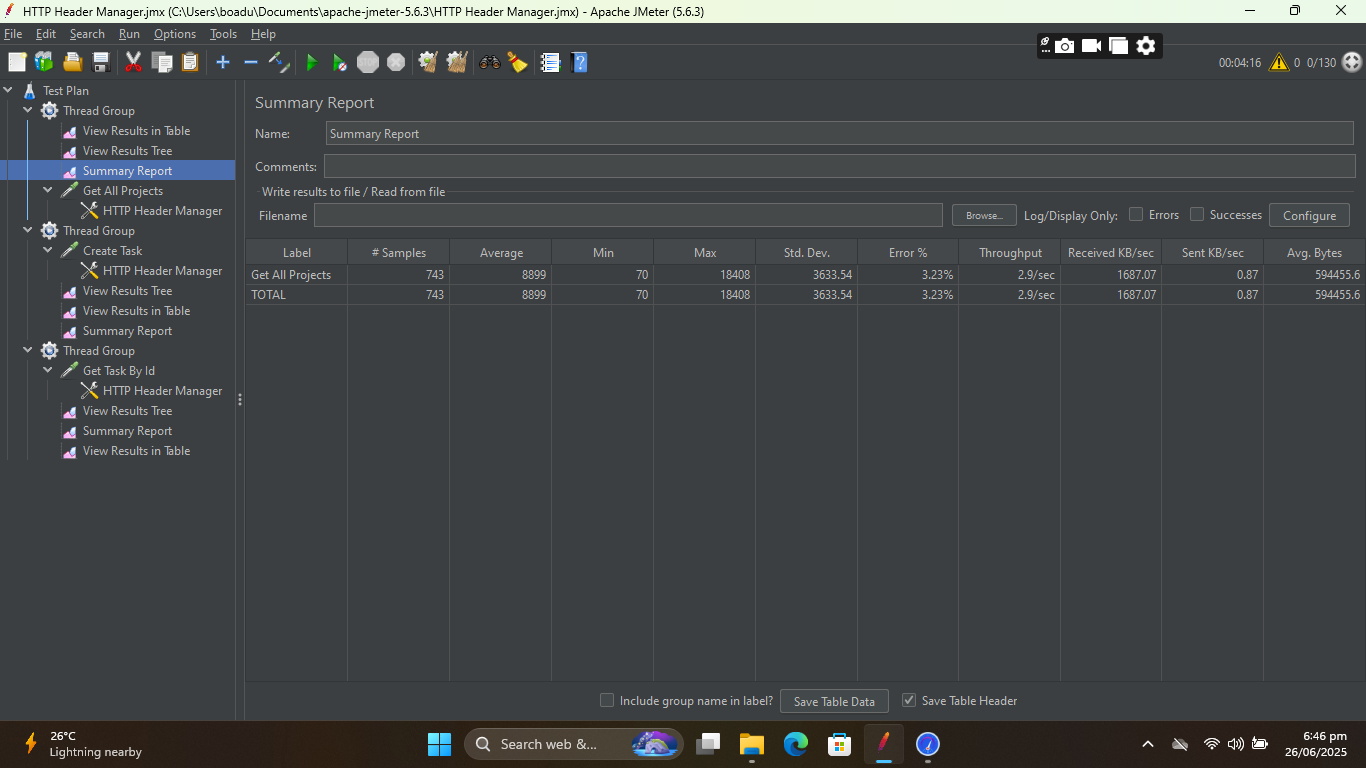 HTTP Header Manager.jmx (C:\Users\boadu\Documents\apache-jmeter-5.6.3\HTTP Header Manager.jmx) - Apache JMeter (5.6.3)
File Edit Search Run Options Tools Help
STOP
00:04:16 0 0/130
Test Plan
Thread Group
View Results in Table
View Results Tree
Summary Report
Get All Projects
HTTP Header Manager
Thread Group
Create Task
HTTP Header Manager
View Results Tree
View Results in Table
Summary Report
Thread Group
Get Task By Id
HTTP Header Manager
View Results Tree
Summary Report
View Results in Table
Summary Report
Name: Summary Report
Comments:
Write results to file / Read from file
Filename Browse... Log/Display Only: Errors Successes Configure
Label # Samples Average Min Max Std. Dev. Error % Throughput Received KB/sec Sent KB/sec Avg. Bytes
Get All Projects 743 8899 70 18408 3633.54 3.23% 2.9/sec 1687.07 0.87 594455.6
TOTAL 743 8899 70 18408 3633.54 3.23% 2.9/sec 1687.07 0.87 594455.6
Include group name in label? Save Table Data Save Table Header
26°C
Lightning nearby
Search web &...
6:46 pm
26/06/2025